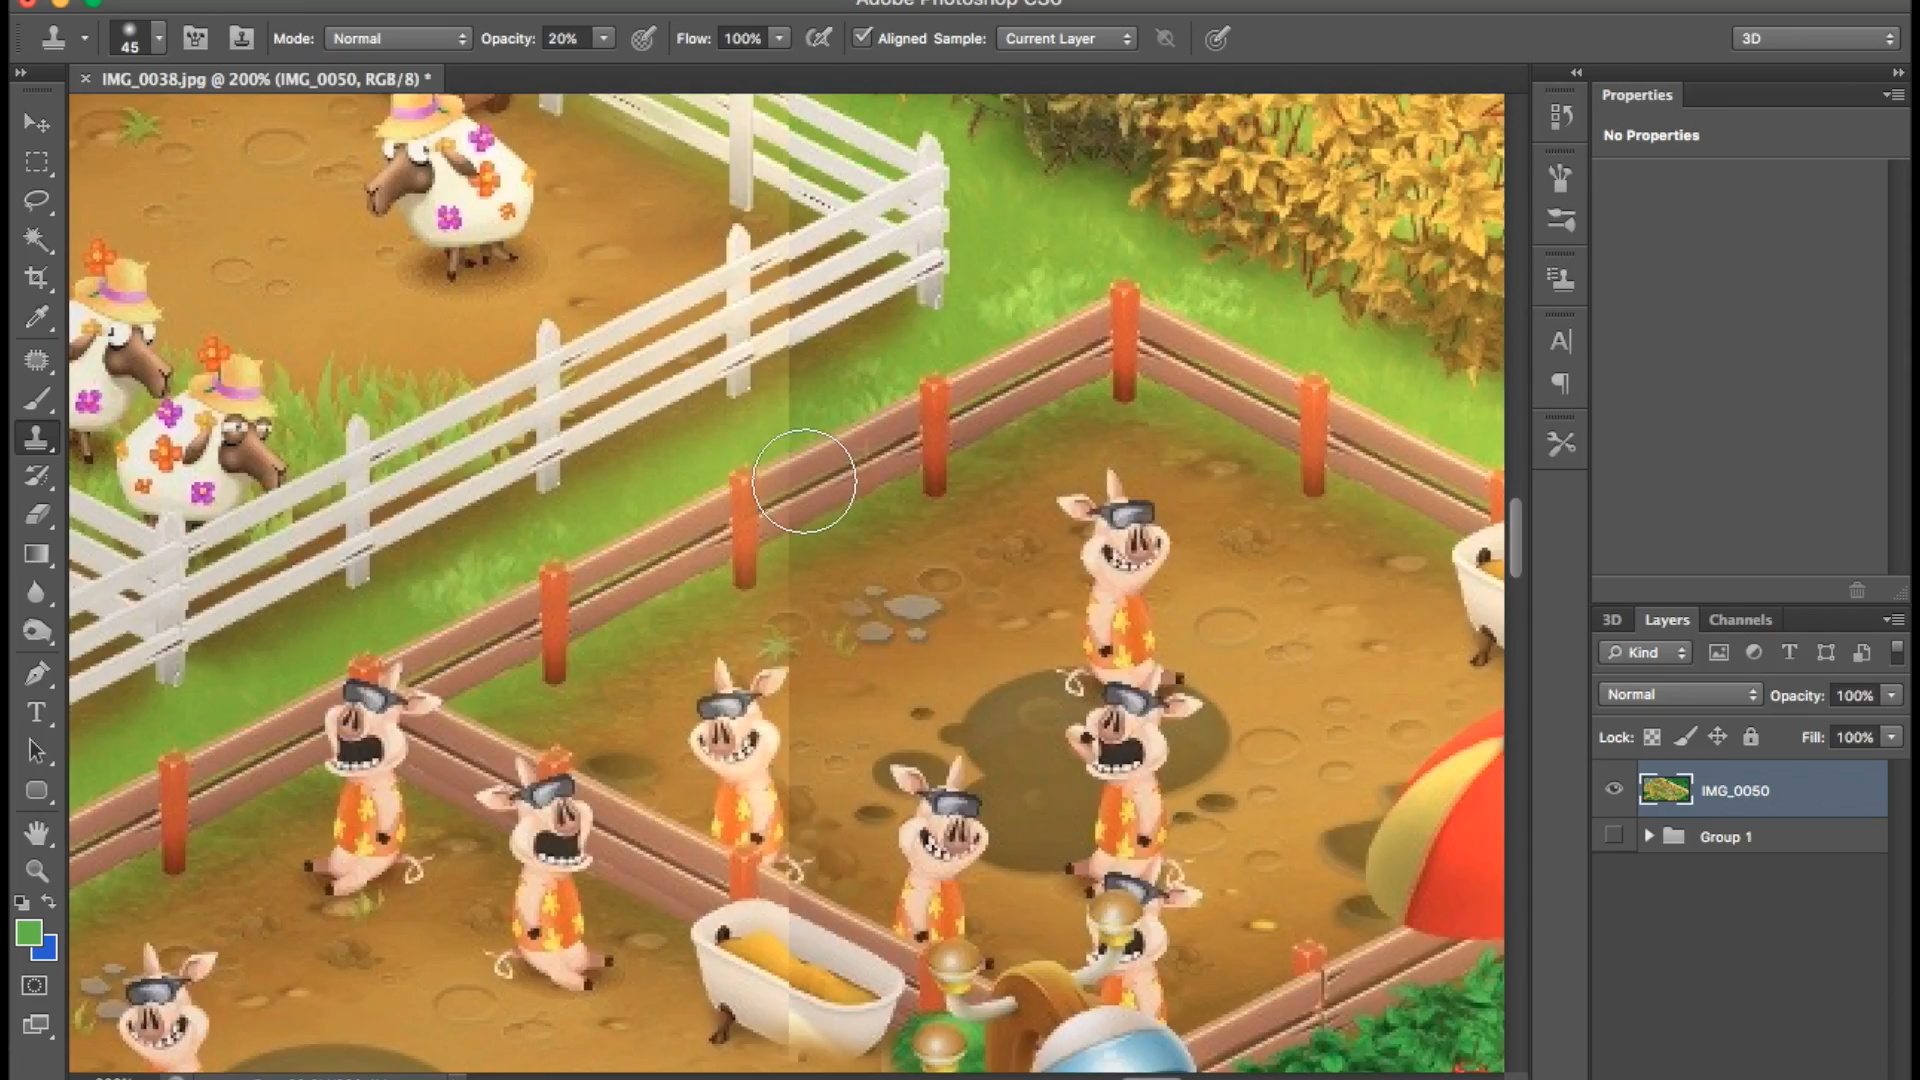 Adobe Photoshop CS6
45 Mode: Normal Opacity: 20% Flow: 100% Aligned Sample: Current Layer 3D
× IMG_0038.jpg @ 200% (IMG_0050, RGB/8) *
Properties
No Properties
3D Layers Channels
Kind
Normal Opacity: 100%
Lock: Fill: 100%
IMG_0050
Group 1